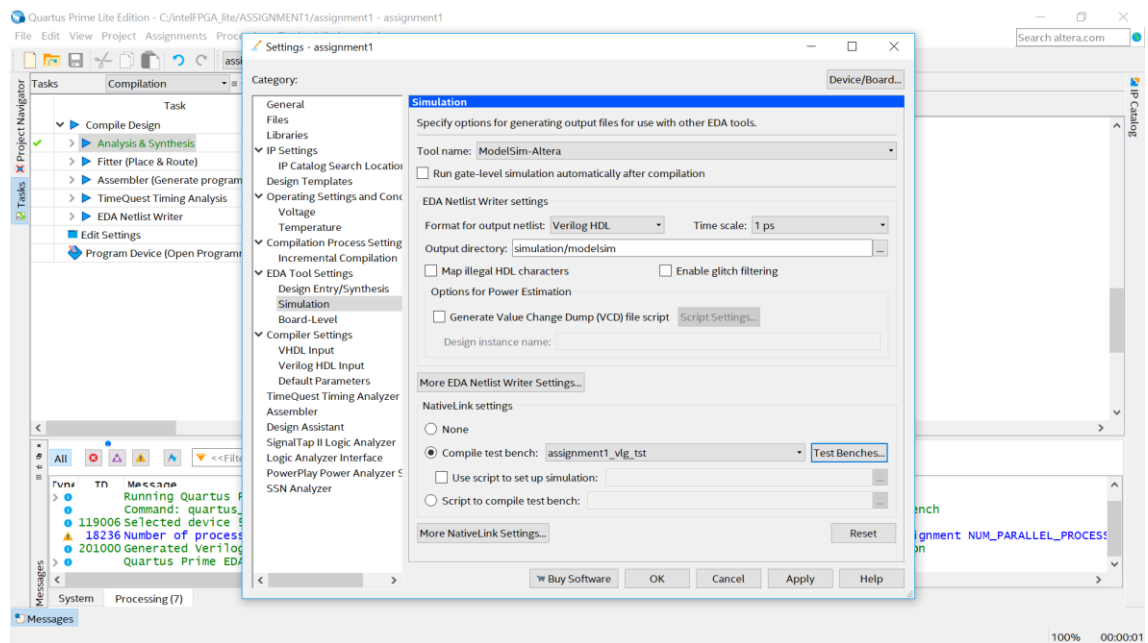 Quartus Prime Lite Edition - C:/intelFPGA_lite/ASSIGNMENT1/assignment1 - assignment1
File Edit View Project Assignments
Search altera.com
Tasks Compilation
Task
Compile Design
Analysis & Synthesis
Fitter (Place & Route)
Assembler (Generate program
TimeQuest Timing Analysis
EDA Netlist Writer
Edit Settings
Program Device (Open Programm
Project Navigator
Tasks
IP Catalog
Settings - assignment1
Category:
Device/Board...
General
Files
Libraries
IP Settings
IP Catalog Search Location
Design Templates
Operating Settings and Cond
Voltage
Temperature
Compilation Process Setting
Incremental Compilation
EDA Tool Settings
Design Entry/Synthesis
Simulation
Board-Level
Compiler Settings
VHDL Input
Verilog HDL Input
Default Parameters
TimeQuest Timing Analyzer
Assembler
Design Assistant
SignalTap II Logic Analyzer
Logic Analyzer Interface
PowerPlay Power Analyzer S
SSN Analyzer
Simulation
Specify options for generating output files for use with other EDA tools.
Tool name: ModelSim-Altera
Run gate-level simulation automatically after compilation
EDA Netlist Writer settings
Format for output netlist: Verilog HDL Time scale: 1 ps
Output directory: simulation/modelsim ...
Map illegal HDL characters Enable glitch filtering
Options for Power Estimation
Generate Value Change Dump (VCD) file script Script Settings...
Design instance name:
More EDA Netlist Writer Settings...
NativeLink settings
None
Compile test bench: assignment1_vlg_tst Test Benches...
Use script to set up simulation: ...
Script to compile test bench: ...
More NativeLink Settings... Reset
Buy Software OK Cancel Apply Help
All <<Filte
Type ID Message
Running Quartus P
Command: quartus_ ench
119006 Selected device 5
18236 Number of process ignment NUM_PARALLEL_PROCESS
201000 Generated Verilog on
Quartus Prime EDA
Messages
System Processing (7)
Messages
100% 00:00:01